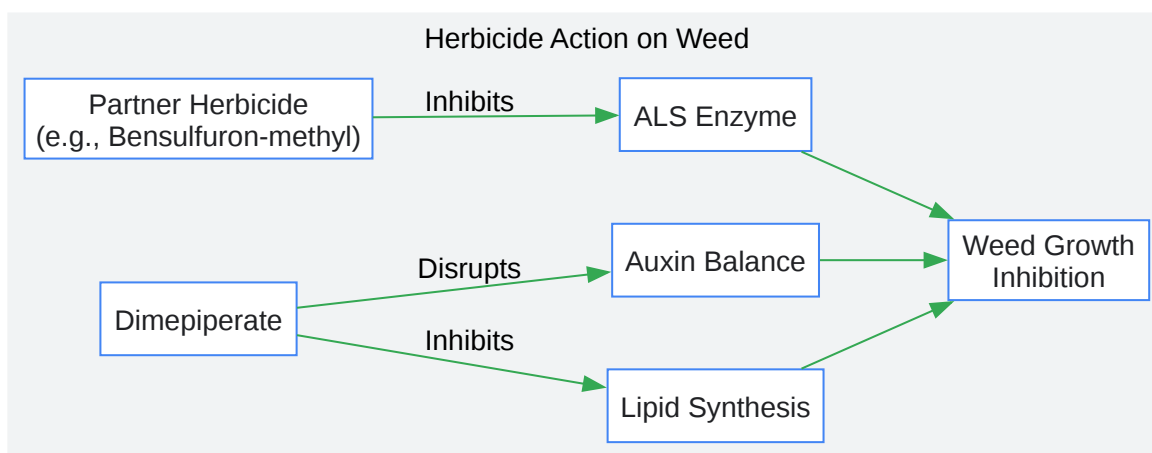 Herbicide Action on Weed
Partner Herbicide
(e.g., Bensulfuron-methyl)
Inhibits
ALS Enzyme
Dimepiperate
Disrupts
Auxin Balance
Inhibits
Lipid Synthesis
Weed Growth
Inhibition